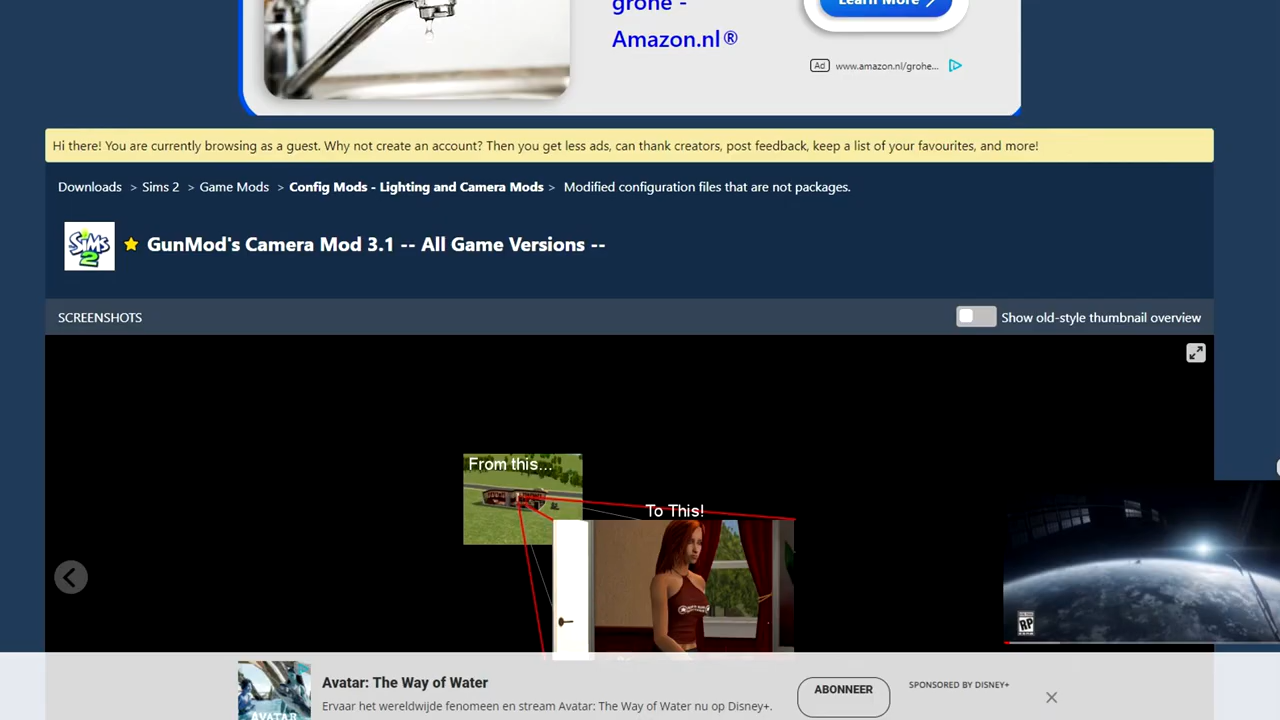 grohe -
Amazon.nl®
Learn More
Ad www.amazon.nl/grohe...
Hi there! You are currently browsing as a guest. Why not create an account? Then you get less ads, can thank creators, post feedback, keep a list of your favourites, and more!
Downloads > Sims 2 > Game Mods > Config Mods - Lighting and Camera Mods > Modified configuration files that are not packages.
SiMS 2
GunMod's Camera Mod 3.1 -- All Game Versions --
SCREENSHOTS
Show old-style thumbnail overview
From this...
To This!
RP
Avatar: The Way of Water
Ervaar het wereldwijde fenomeen en stream Avatar: The Way of Water nu op Disney+.
AVATAR
ABONNEER
SPONSORED BY DISNEY+